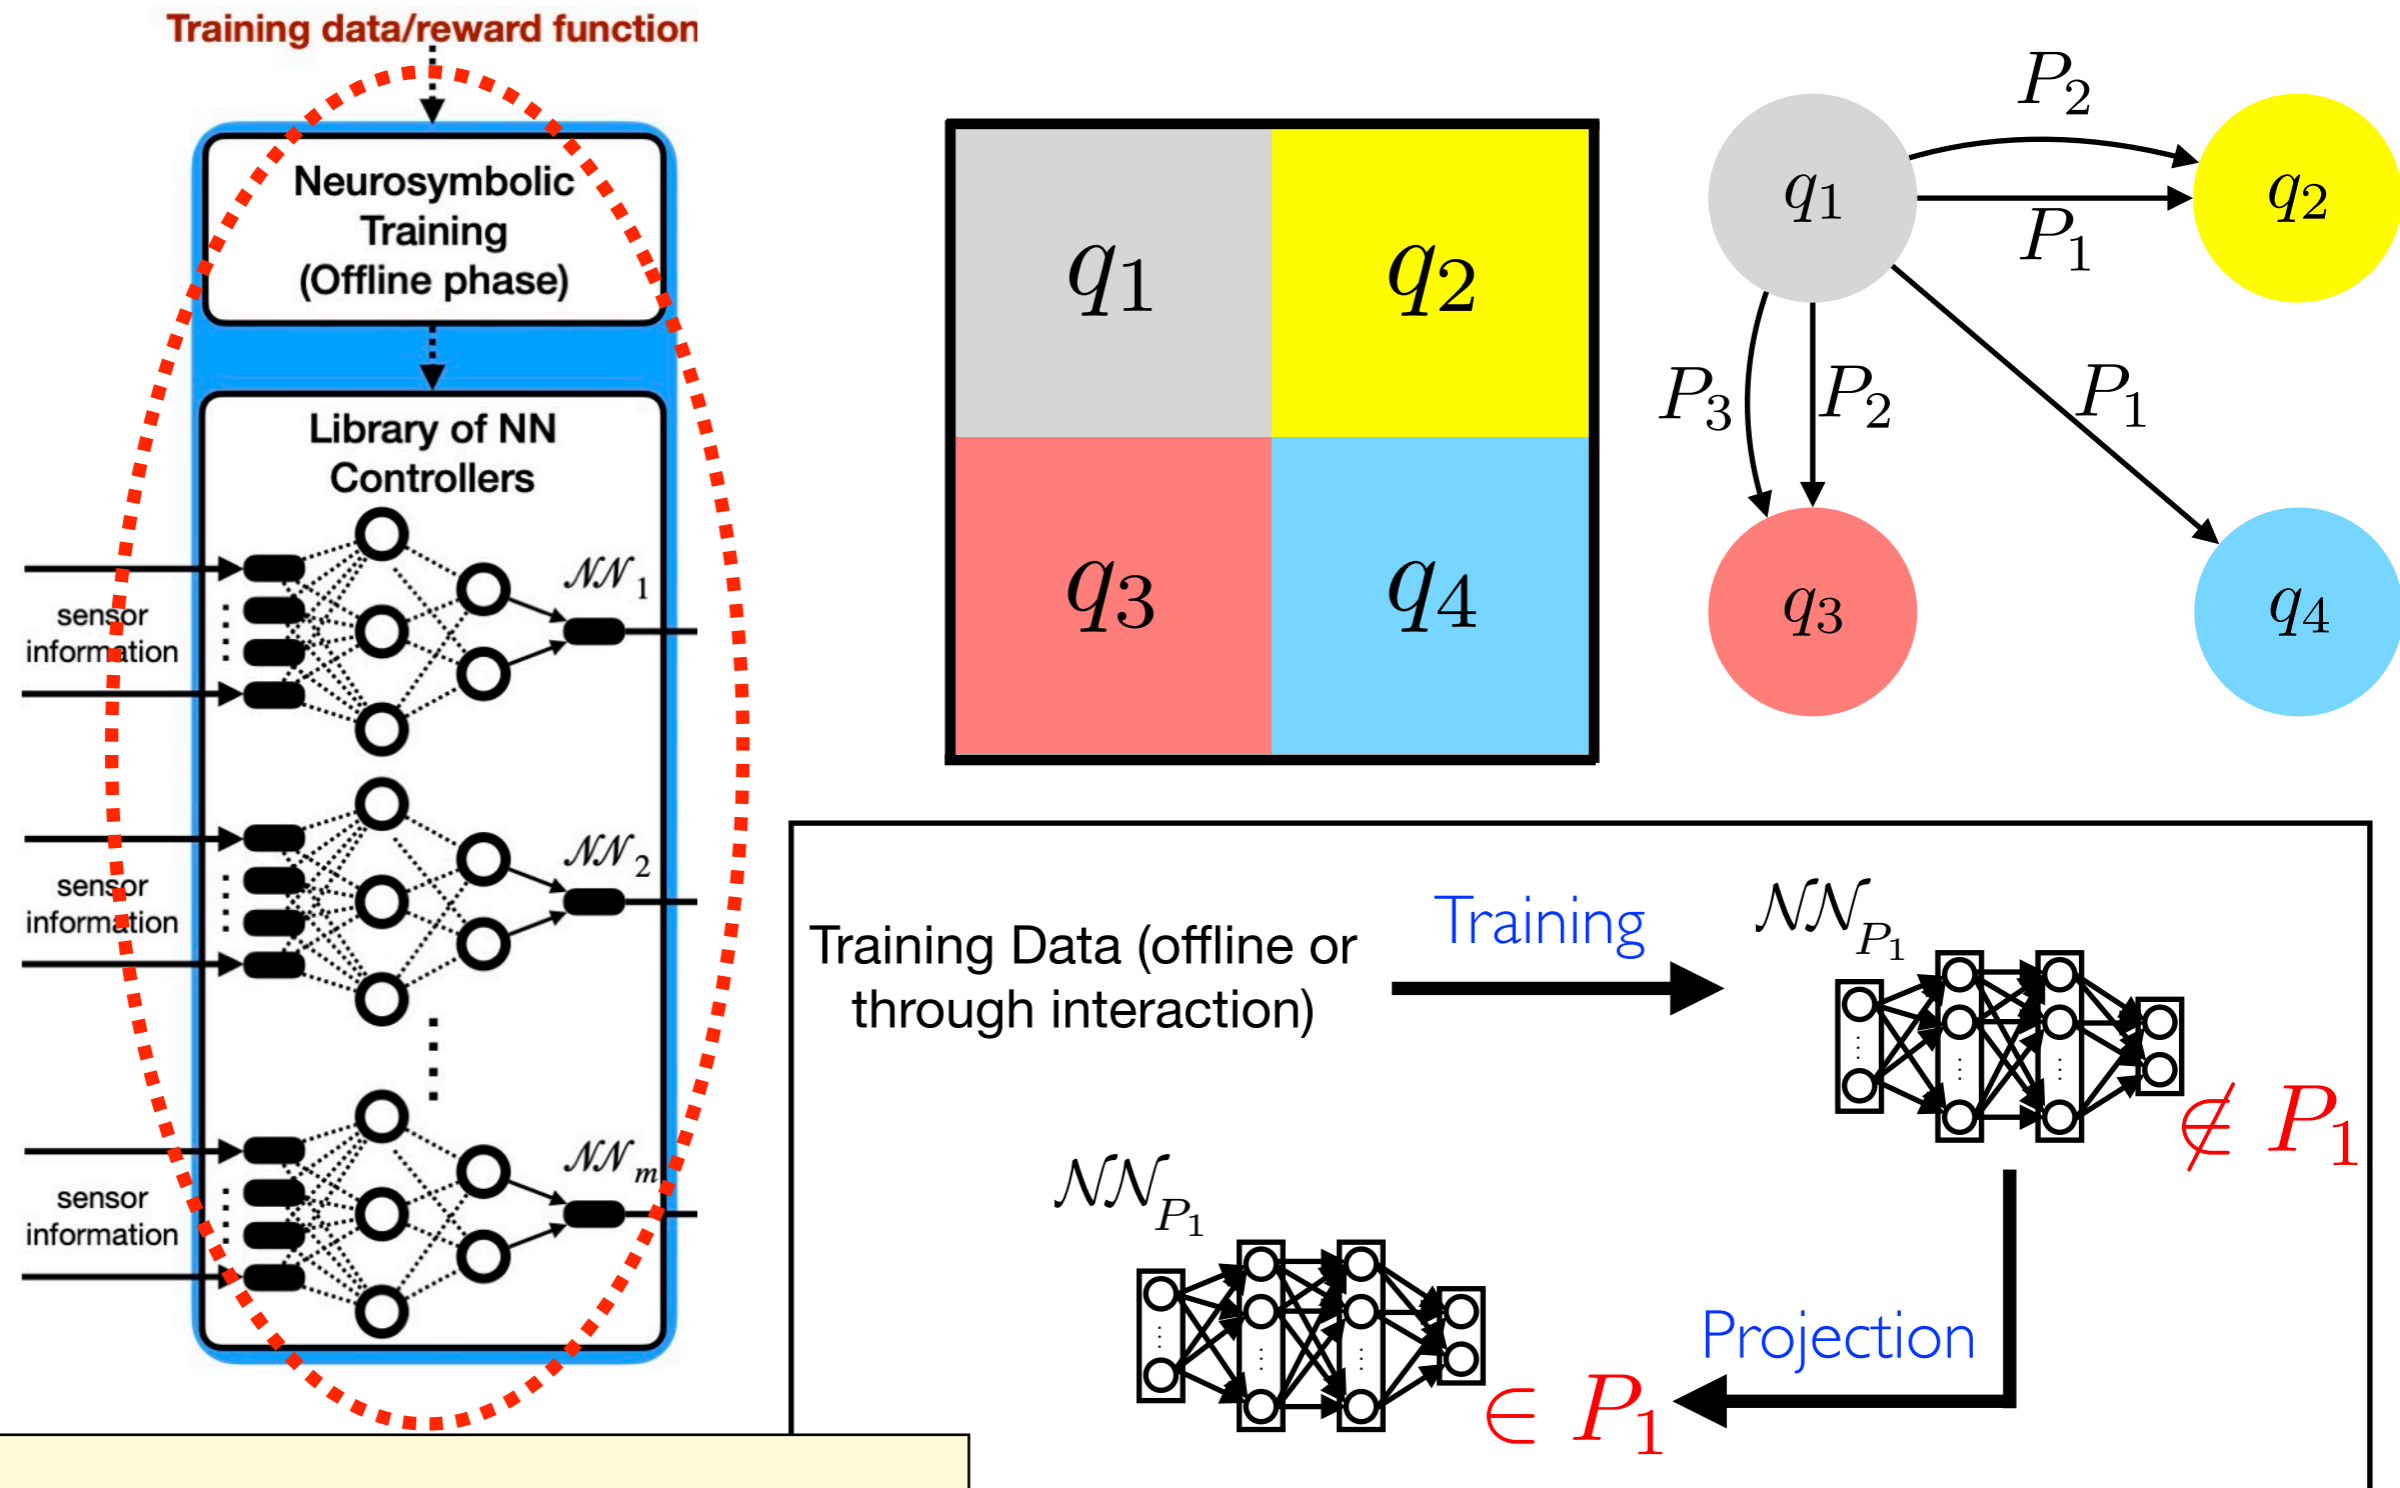 Training data/reward function
Neurosymbolic
Training
(Offline phase)
Library of NN
Controllers
sensor
information
𝒩𝒩₁
sensor
information
𝒩𝒩₂
sensor
information
𝒩𝒩ₘ
q₁
q₂
q₃
q₄
q₁
P₂
P₁
q₂
P₃
P₂
P₁
q₃
q₄
Training Data (offline or
through interaction)
Training
𝒩𝒩_P₁
∉ P₁
Projection
𝒩𝒩_P₁
∈ P₁